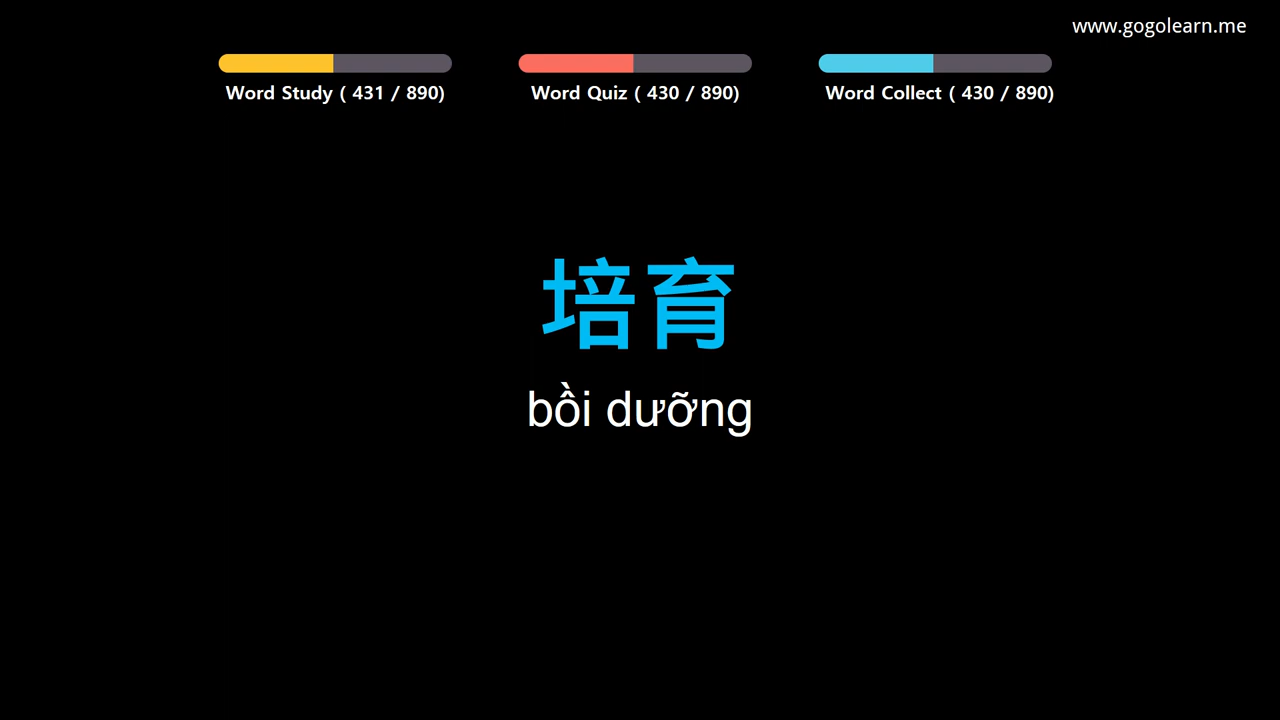 www.gogolearn.me
Word Study ( 431 / 890)
Word Quiz ( 430 / 890)
Word Collect ( 430 / 890)
培育
bồi dưỡng